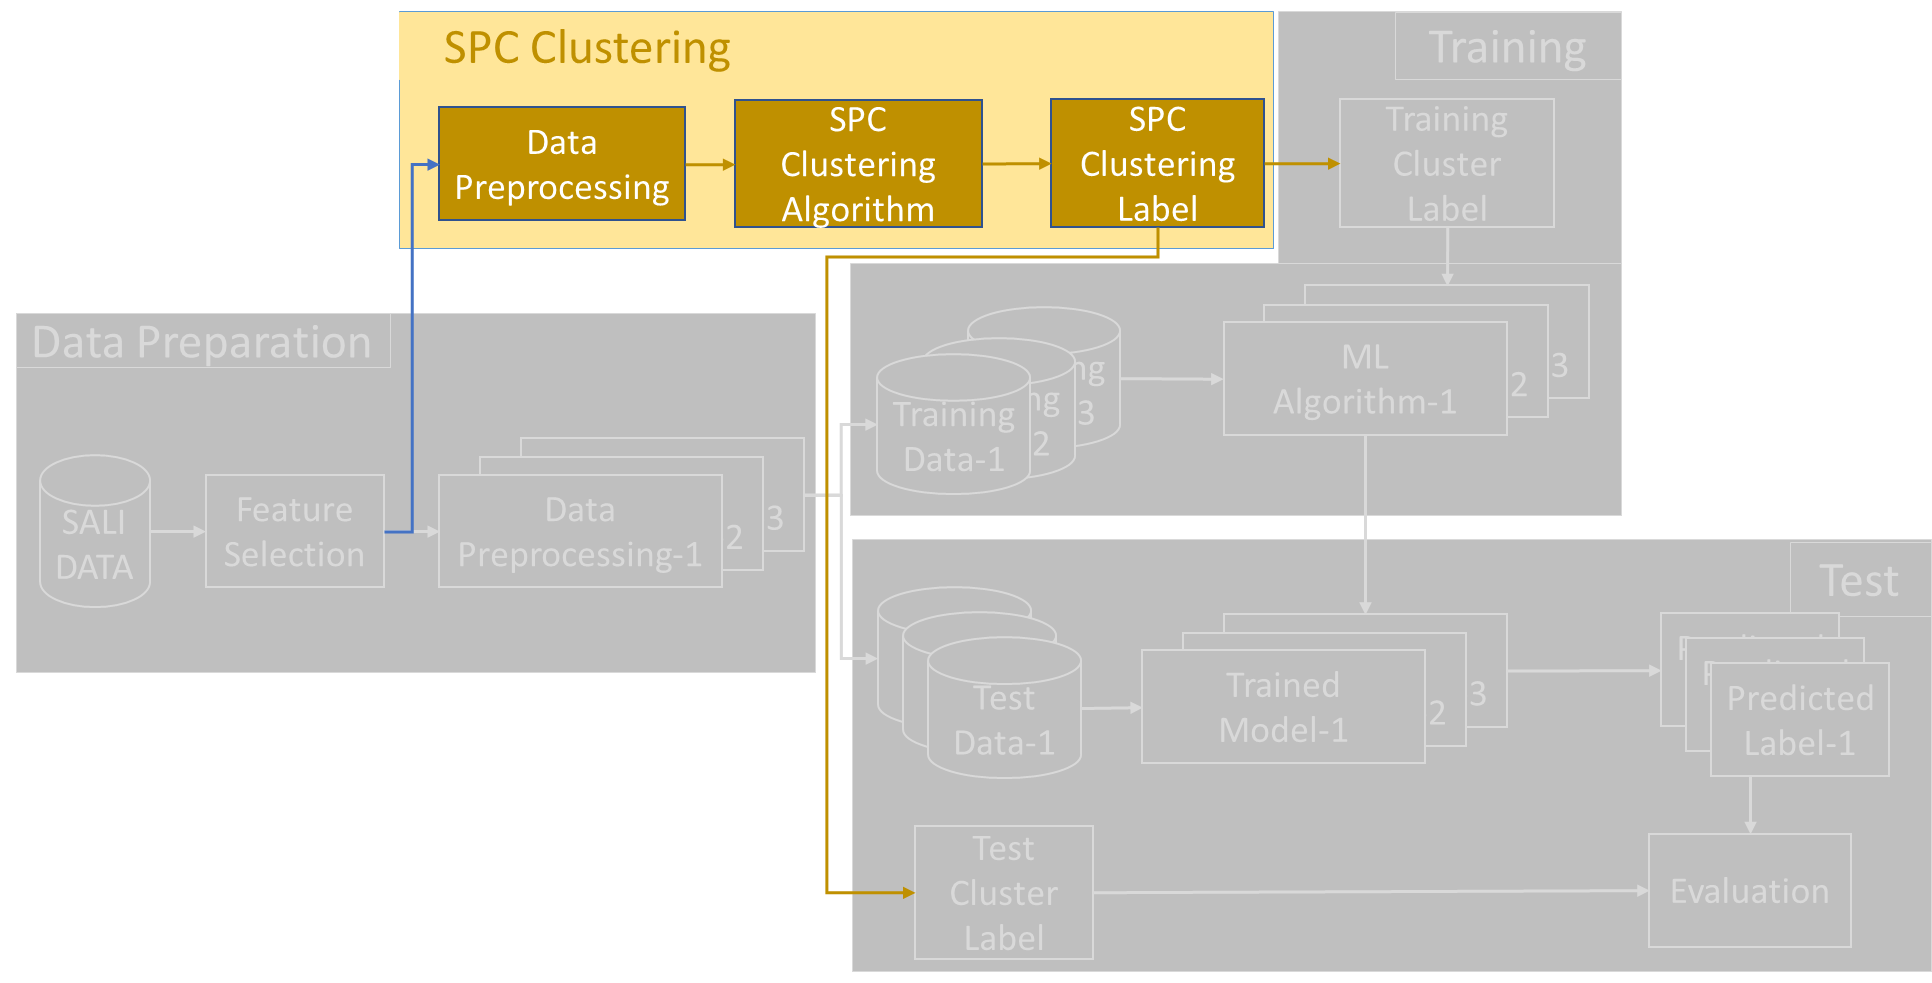 SPC Clustering
Data
Preprocessing
SPC
Clustering
Algorithm
SPC
Clustering
Label
Training
Training
Cluster
Label
Data Preparation
SALI
DATA
Feature
Selection
Data
Preprocessing-1
2
3
Training
Data-1
ng
2
ng
3
ML
Algorithm-1
2
3
Test
Test
Data-1
Trained
Model-1
2
3
Predicted
Label-1
Test
Cluster
Label
Evaluation